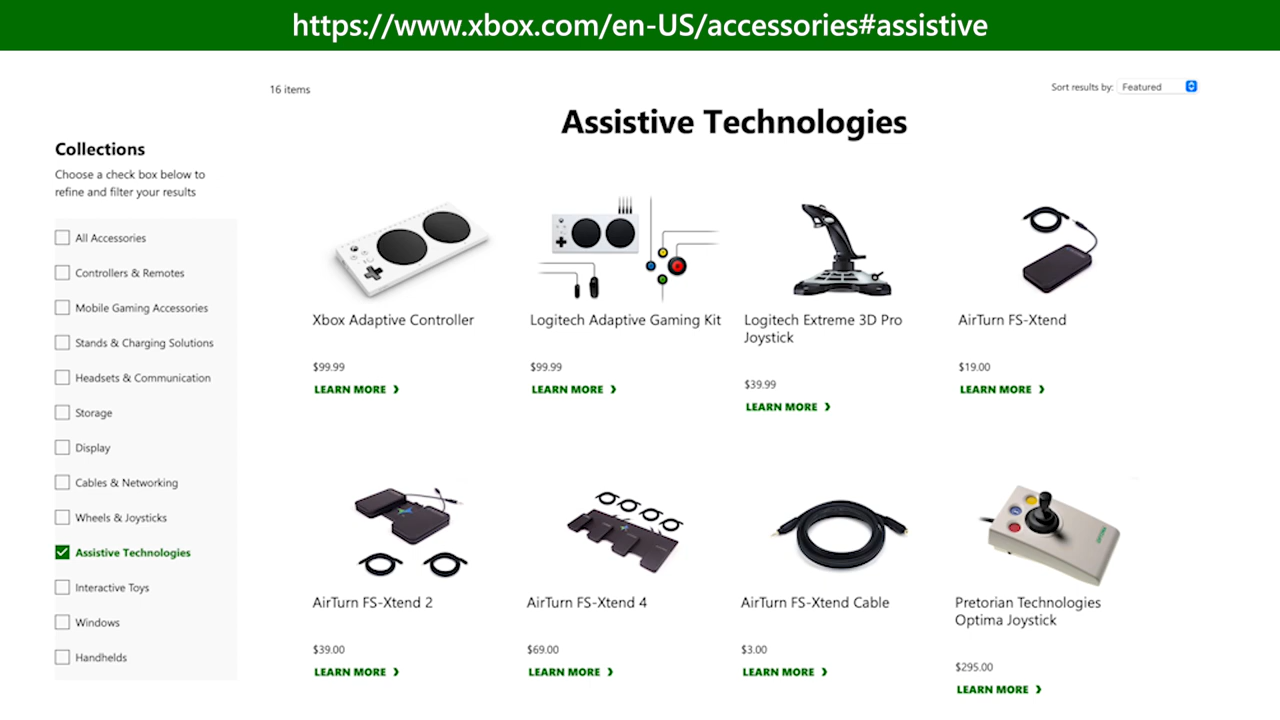 https://www.xbox.com/en-US/accessories#assistive
16 items
Sort results by: Featured
Assistive Technologies
Collections
Choose a check box below to
refine and filter your results
All Accessories
Controllers & Remotes
Mobile Gaming Accessories
Stands & Charging Solutions
Headsets & Communication
Storage
Display
Cables & Networking
Wheels & Joysticks
Assistive Technologies
Interactive Toys
Windows
Handhelds
Xbox Adaptive Controller
$99.99
LEARN MORE
Logitech Adaptive Gaming Kit
$99.99
LEARN MORE
Logitech Extreme 3D Pro
Joystick
$39.99
LEARN MORE
AirTurn FS-Xtend
$19.00
LEARN MORE
AirTurn FS-Xtend 2
$39.00
LEARN MORE
AirTurn FS-Xtend 4
$69.00
LEARN MORE
AirTurn FS-Xtend Cable
$3.00
LEARN MORE
Pretorian Technologies
Optima Joystick
$295.00
LEARN MORE